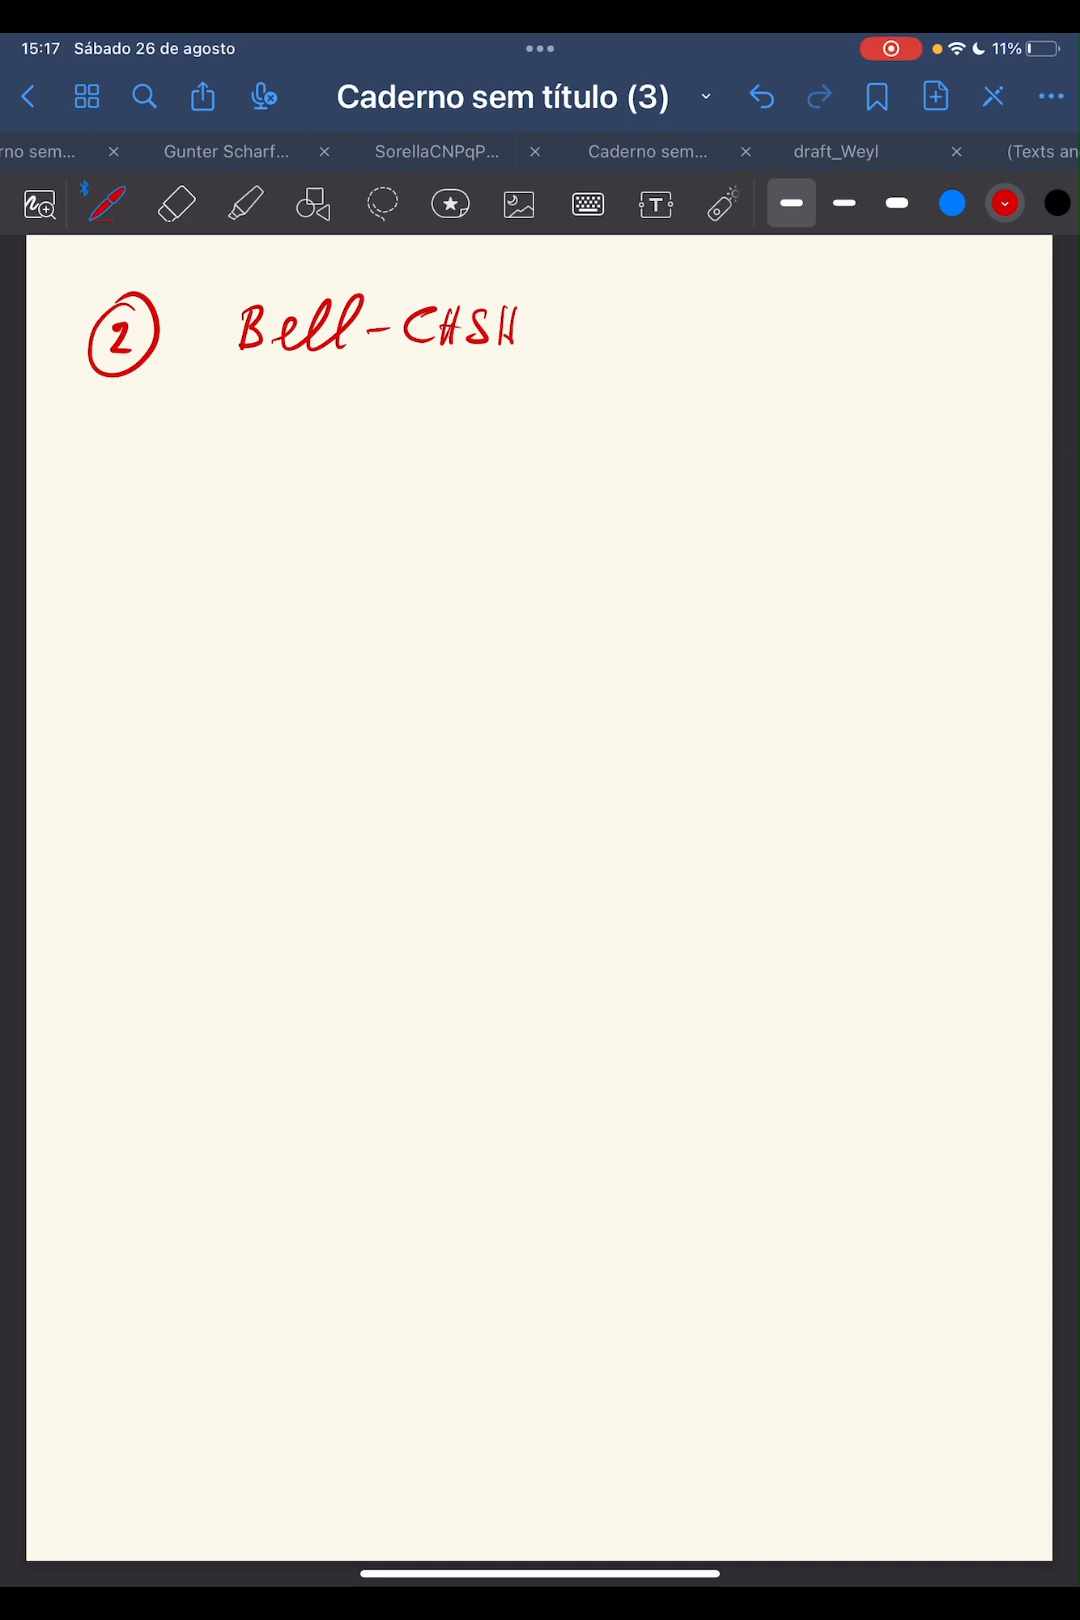 15:17 Sábado 26 de agosto
11%
Caderno sem título (3)
rno sem...
Gunter Scharf...
SorellaCNPqP...
Caderno sem...
draft_Weyl
(Texts an
T
2 Bell-CHSH